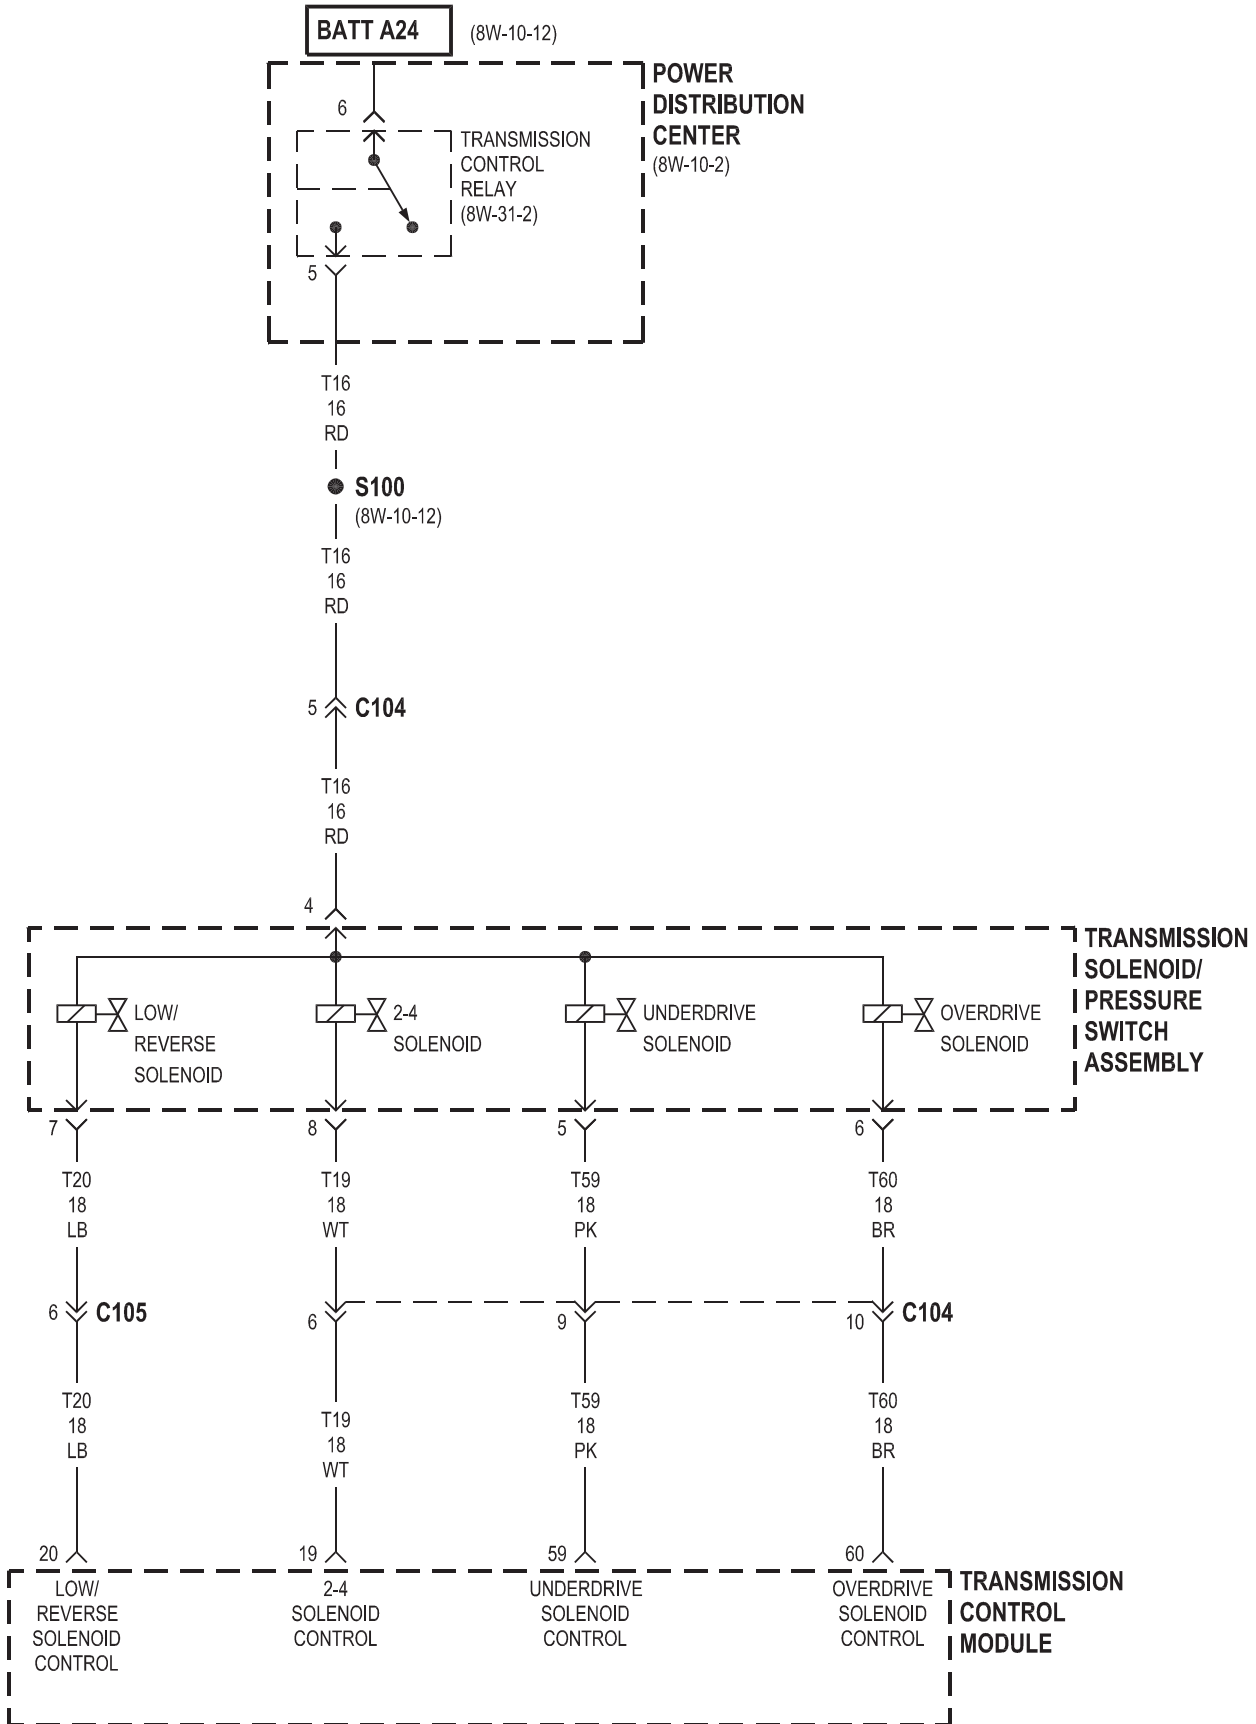 BATT A24
(8W-10-12)
POWER
DISTRIBUTION
CENTER
(8W-10-2)
6
TRANSMISSION
CONTROL
RELAY
(8W-31-2)
5
T16
16
RD
S100
(8W-10-12)
T16
16
RD
5
C104
T16
16
RD
4
TRANSMISSION
SOLENOID/
PRESSURE
SWITCH
ASSEMBLY
LOW/
REVERSE
SOLENOID
2-4
SOLENOID
UNDERDRIVE
SOLENOID
OVERDRIVE
SOLENOID
7
8
5
6
T20
18
LB
T19
18
WT
T59
18
PK
T60
18
BR
6
C105
6
9
10
C104
T20
18
LB
T19
18
WT
T59
18
PK
T60
18
BR
20
19
59
60
LOW/
REVERSE
SOLENOID
CONTROL
2-4
SOLENOID
CONTROL
UNDERDRIVE
SOLENOID
CONTROL
OVERDRIVE
SOLENOID
CONTROL
TRANSMISSION
CONTROL
MODULE